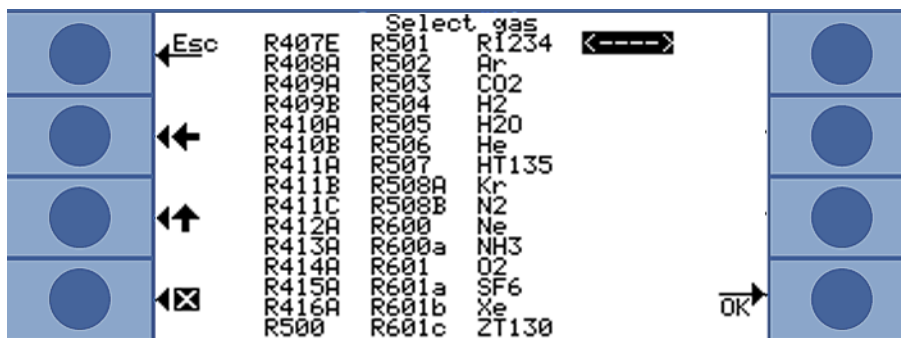 Select gas
Esc R407E R501 R1234 <---->
R408A R502 Ar
R409A R503 CO2
R409B R504 H2
R410A R505 H2O
R410B R506 He
R411A R507 HT135
R411B R508A Kr
R411C R508B N2
R412A R600 Ne
R413A R600a NH3
R414A R601 O2
R415A R601a SF6
R416A R601b Xe
R500 R601c ZT130
OK